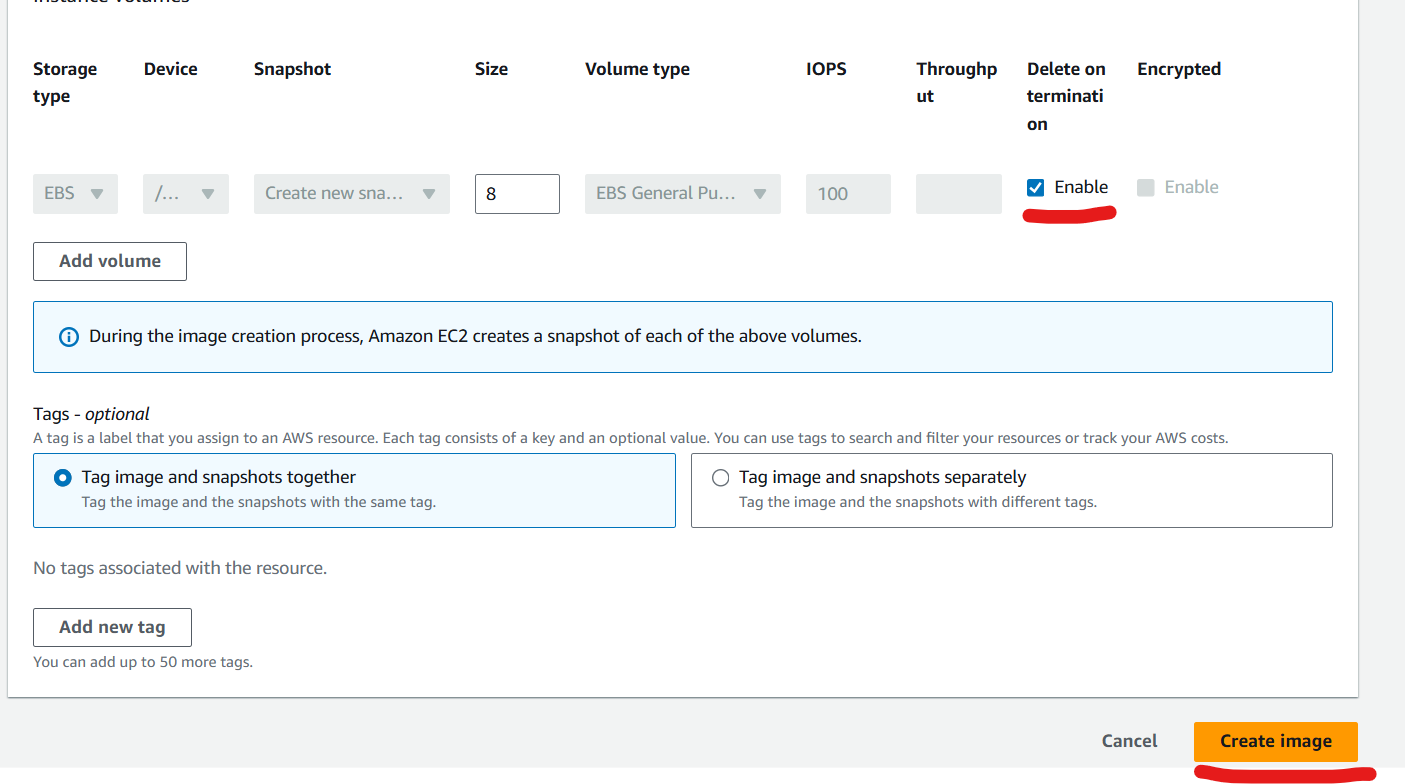 Instance volumes
Storage type
Device
Snapshot
Size
Volume type
IOPS
Throughp
ut
Delete on
terminati
on
Encrypted
EBS
/...
Create new sna...
8
EBS General Pu...
100
Enable
Enable
Add volume
During the image creation process, Amazon EC2 creates a snapshot of each of the above volumes.
Tags - optional
A tag is a label that you assign to an AWS resource. Each tag consists of a key and an optional value. You can use tags to search and filter your resources or track your AWS costs.
Tag image and snapshots together
Tag the image and the snapshots with the same tag.
Tag image and snapshots separately
Tag the image and the snapshots with different tags.
No tags associated with the resource.
Add new tag
You can add up to 50 more tags.
Cancel
Create image